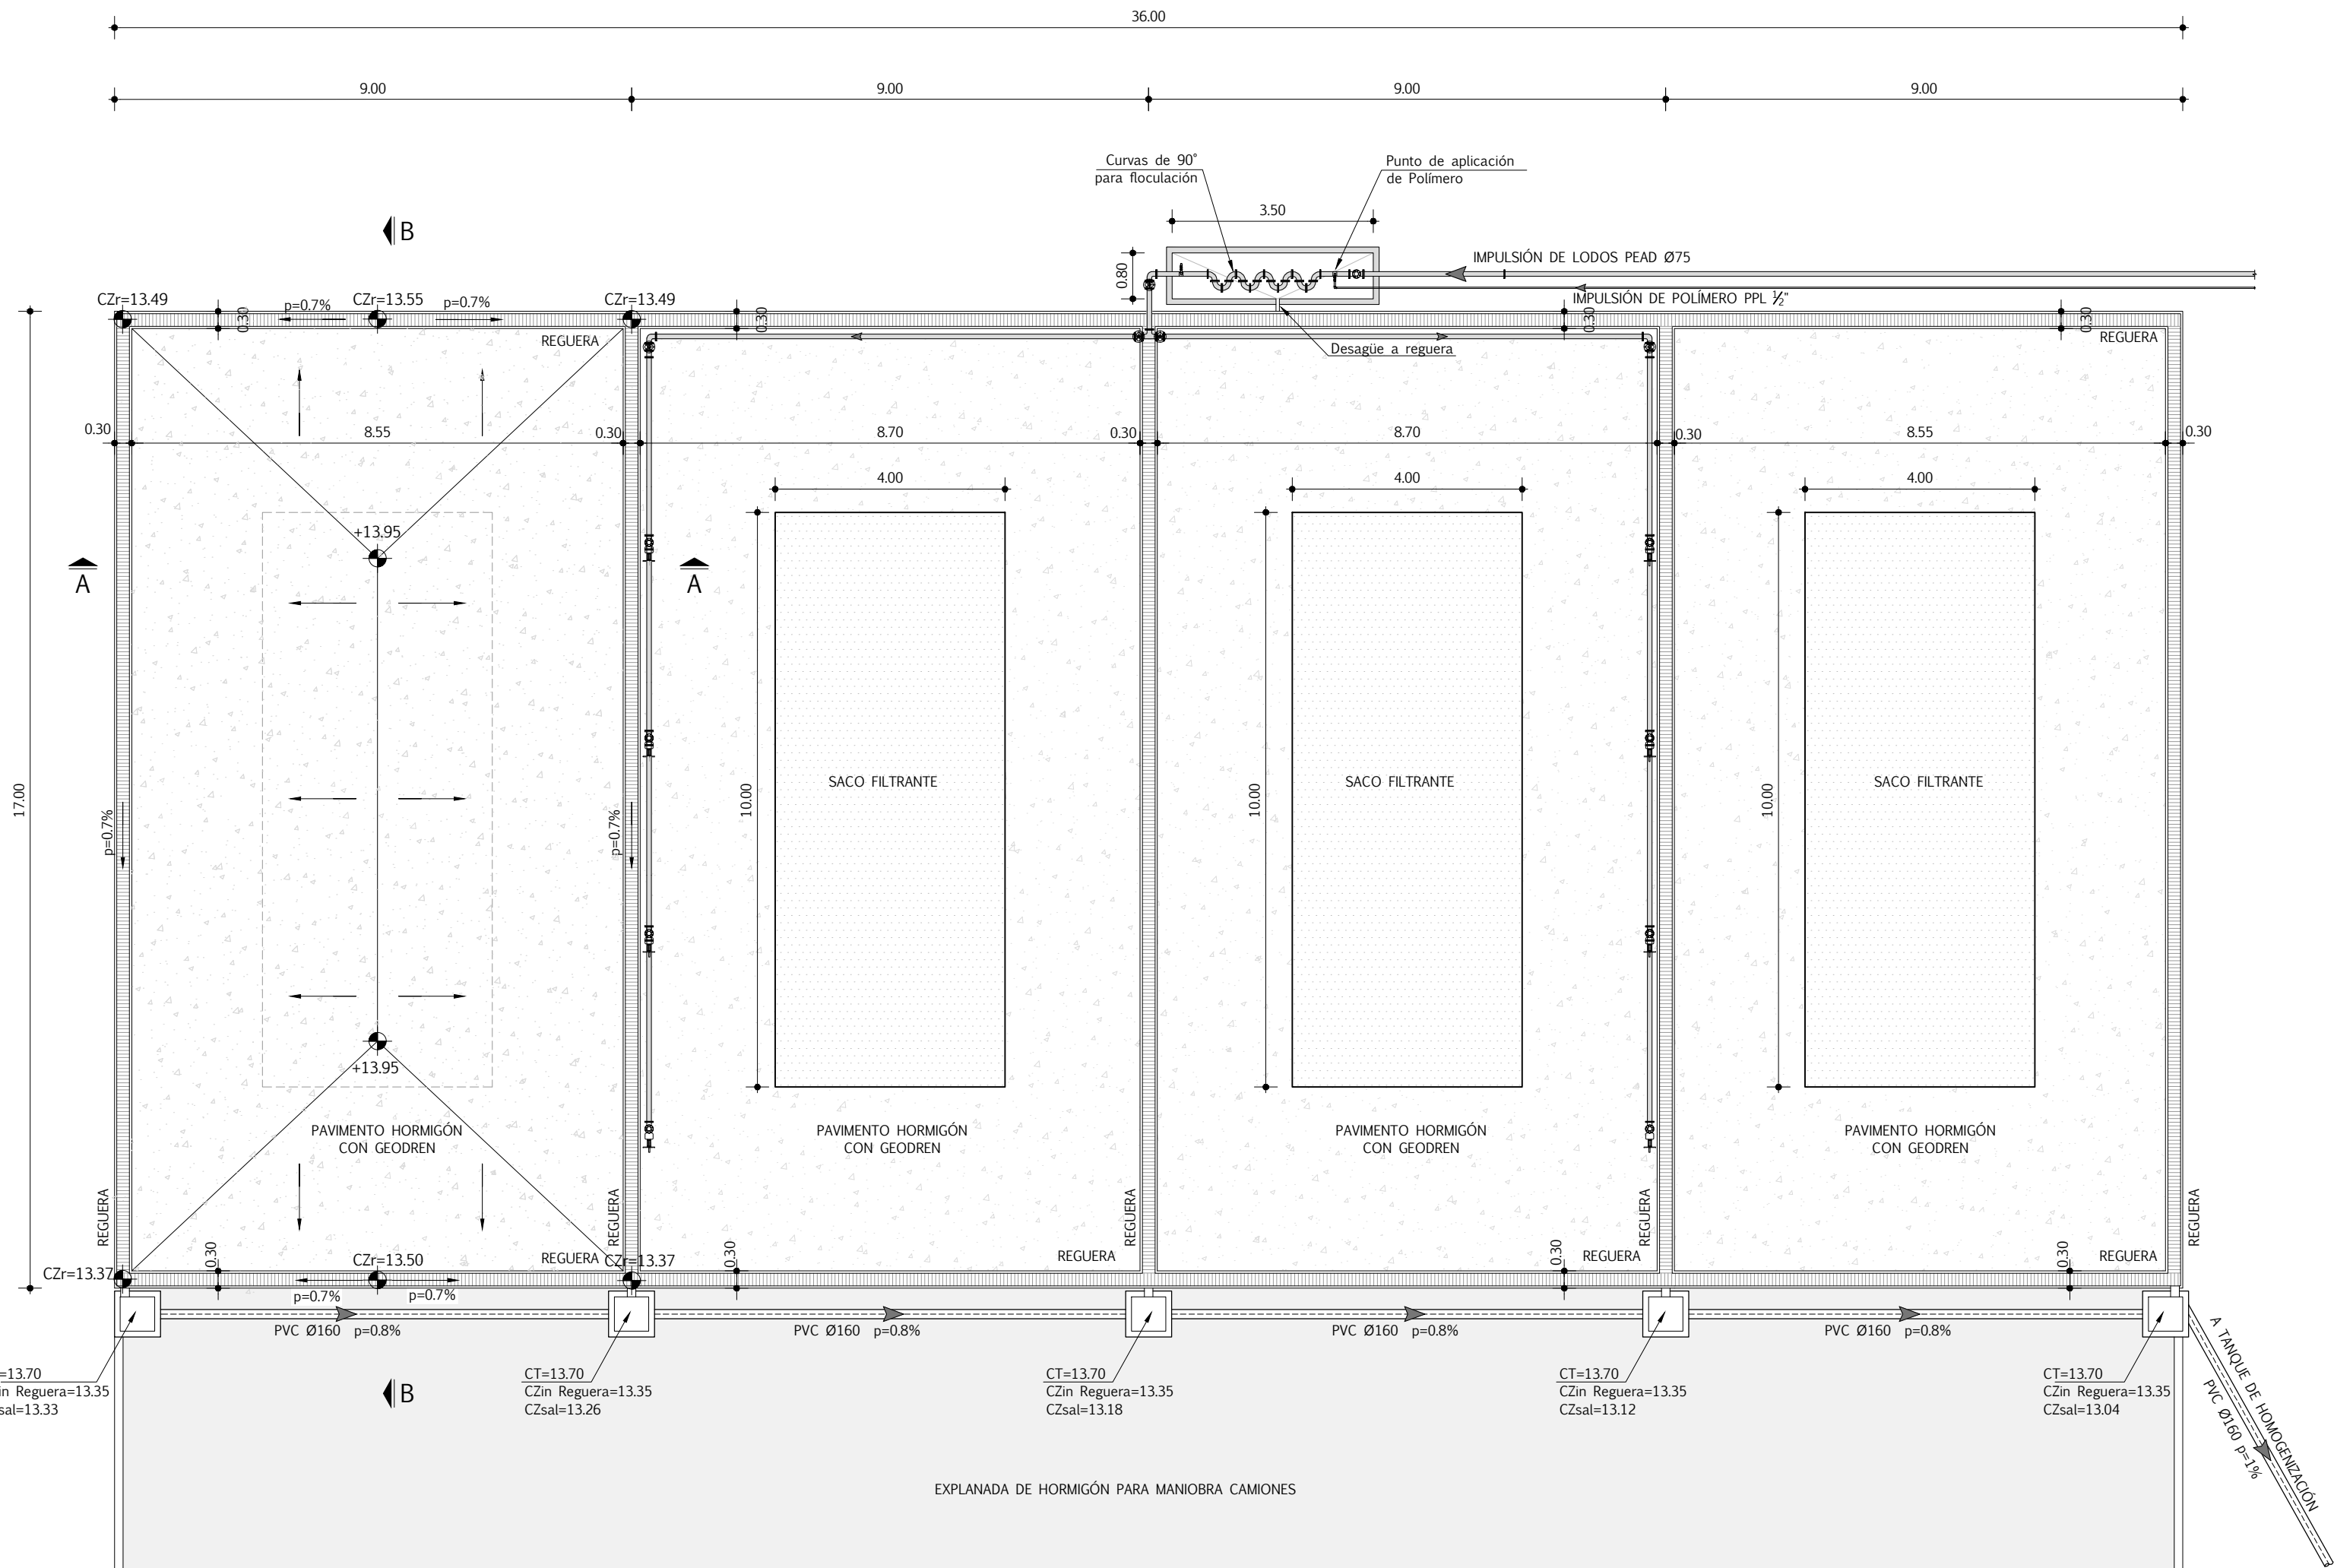 36.00
9.00
9.00
9.00
9.00
Curvas de 90°
para floculación
Punto de aplicación
de Polímero
3.50
B
0.80
IMPULSIÓN DE LODOS PEAD Ø75
IMPULSIÓN DE POLÍMERO PPL ½"
CZr=13.49
p=0.7%
CZr=13.55
p=0.7%
CZr=13.49
0.30
0.30
0.30
0.30
REGUERA
Desagüe a reguera
REGUERA
0.30
8.55
0.30
8.70
0.30
8.70
0.30
8.55
0.30
4.00
4.00
4.00
+13.95
A
A
17.00
p=0.7%
p=0.7%
10.00
SACO FILTRANTE
10.00
SACO FILTRANTE
10.00
SACO FILTRANTE
+13.95
PAVIMENTO HORMIGÓN
CON GEODREN
PAVIMENTO HORMIGÓN
CON GEODREN
PAVIMENTO HORMIGÓN
CON GEODREN
PAVIMENTO HORMIGÓN
CON GEODREN
REGUERA
REGUERA
REGUERA
REGUERA
REGUERA
0.30
CZr=13.50
REGUERA
CZr=13.37
0.30
REGUERA
0.30
REGUERA
0.30
REGUERA
CZr=13.37
p=0.7%
p=0.7%
PVC Ø160 p=0.8%
PVC Ø160 p=0.8%
PVC Ø160 p=0.8%
PVC Ø160 p=0.8%
=13.70
in Reguera=13.35
sal=13.33
CT=13.70
CZin Reguera=13.35
CZsal=13.26
CT=13.70
CZin Reguera=13.35
CZsal=13.18
CT=13.70
CZin Reguera=13.35
CZsal=13.12
CT=13.70
CZin Reguera=13.35
CZsal=13.04
A TANQUE DE HOMOGENIZACIÓN
PVC Ø160 p=1%
B
EXPLANADA DE HORMIGÓN PARA MANIOBRA CAMIONES